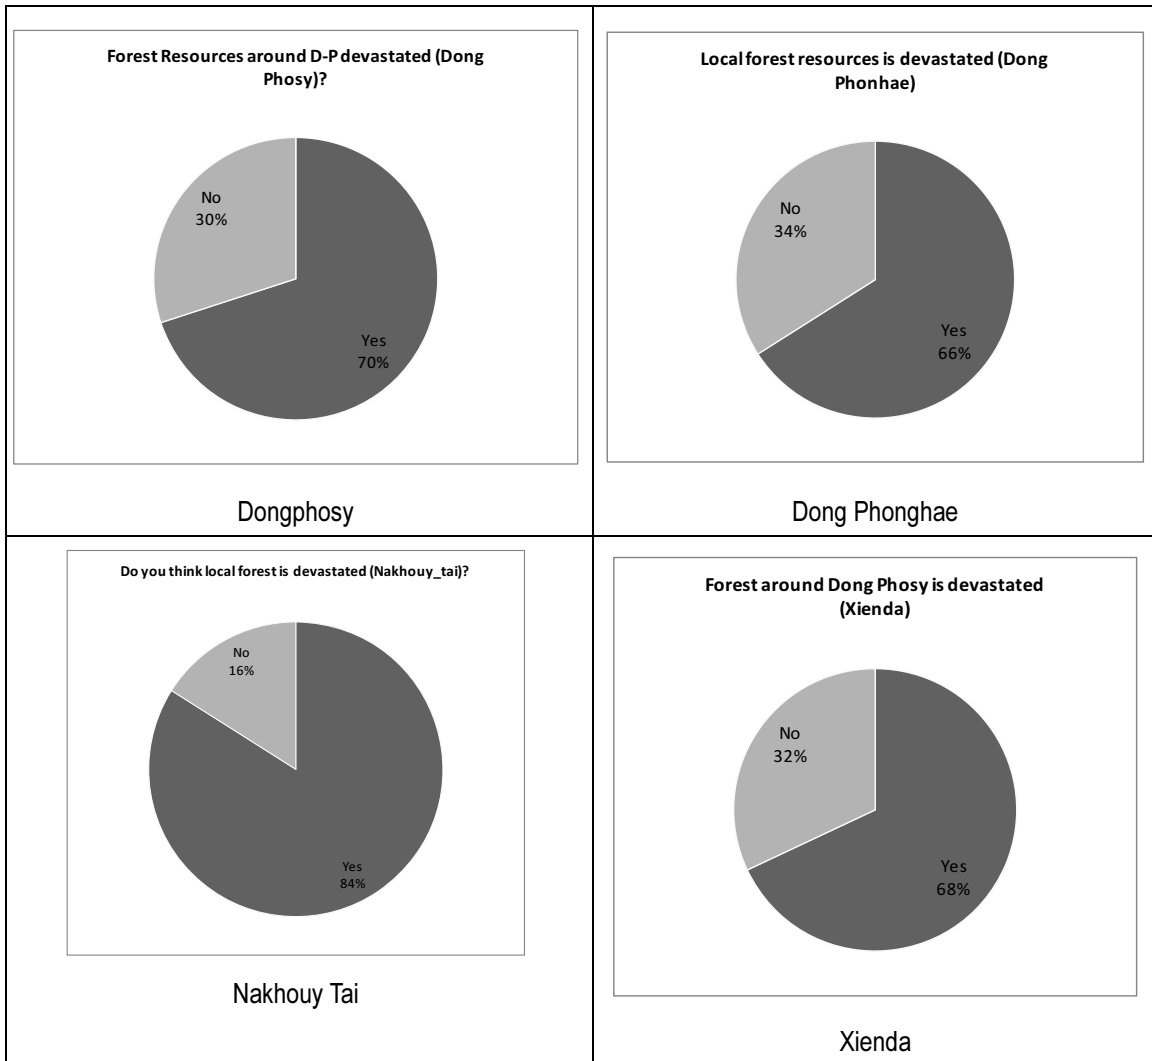 Forest Resources around D-P devastated (Dong
Phosy)?
No
30%
Yes
70%
Dongphosy
Local forest resources is devastated (Dong
Phonhae)
No
34%
Yes
66%
Dong Phonghae
Do you think local forest is devastated (Nakhouy_tai)?
No
16%
Yes
84%
Nakhouy Tai
Forest around Dong Phosy is devastated
(Xienda)
No
32%
Yes
68%
Xienda